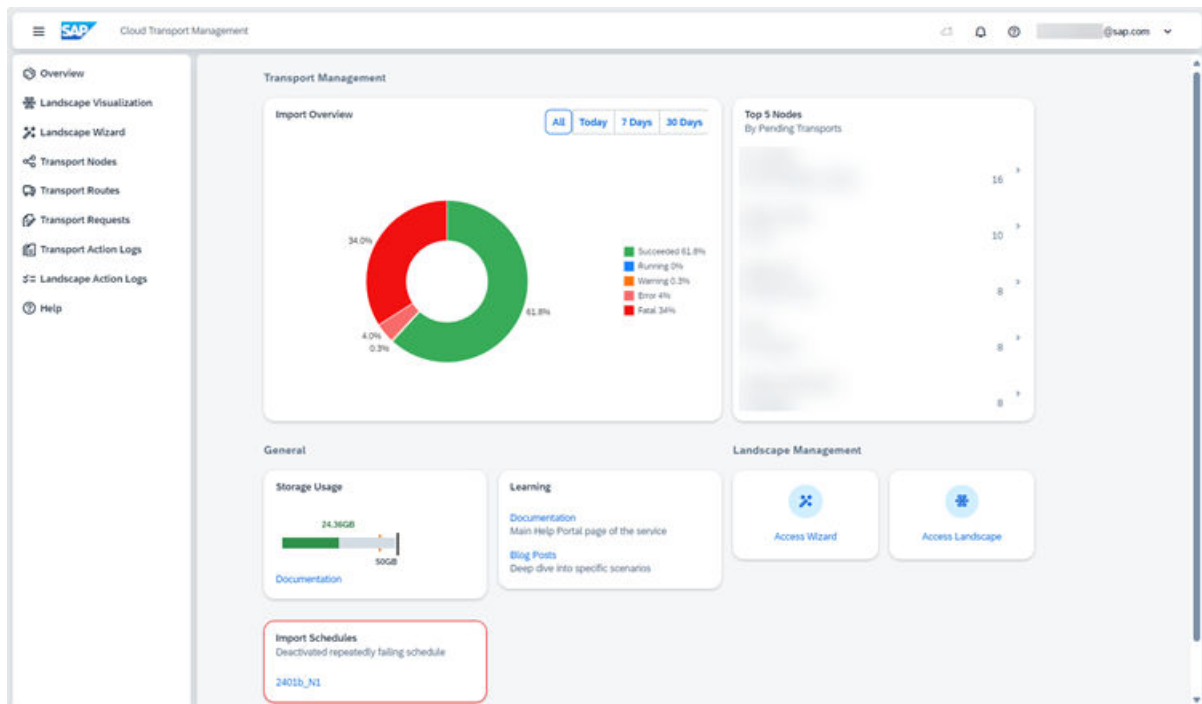 SAP
Cloud Transport Management
@sap.com
Overview
Landscape Visualization
Landscape Wizard
Transport Nodes
Transport Routes
Transport Requests
Transport Action Logs
Landscape Action Logs
Help
Transport Management
Import Overview
All Today 7 Days 30 Days
34.0%
4.0%
0.3%
61.8%
Succeeded 61.8%
Running 0%
Warning 0.3%
Error 4%
Fatal 34%
Top 5 Nodes
By Pending Transports
16
10
8
8
8
General
Storage Usage
24.36GB
50GB
Documentation
Learning
Documentation
Main Help Portal page of the service
Blog Posts
Deep dive into specific scenarios
Landscape Management
Access Wizard
Access Landscape
Import Schedules
Deactivated repeatedly failing schedule
2401b_N1